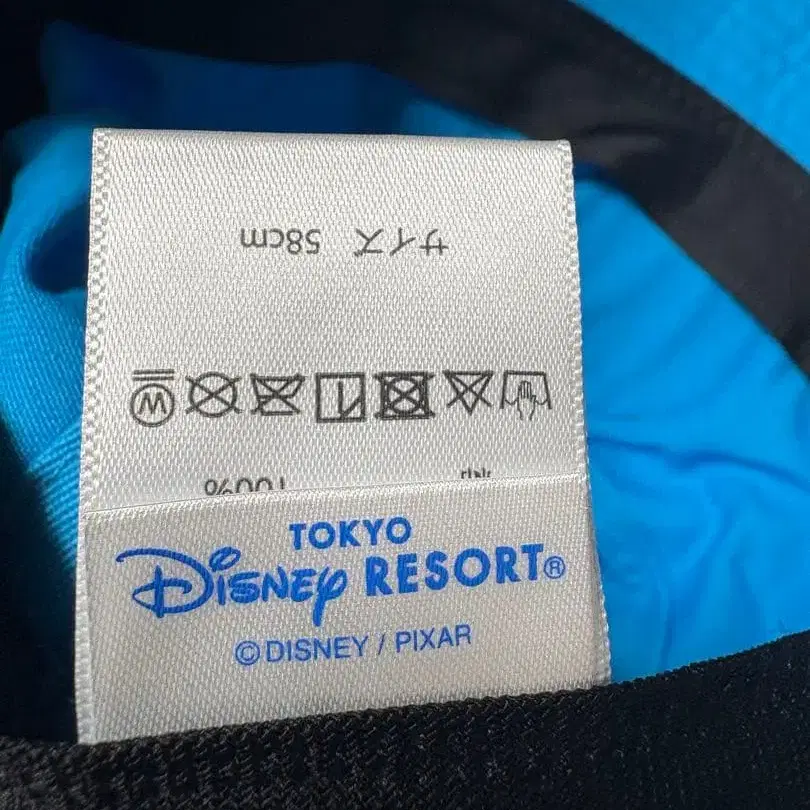 サイズ 58cm
W
100%
TOKYO
Disney RESORT®
©DISNEY / PIXAR